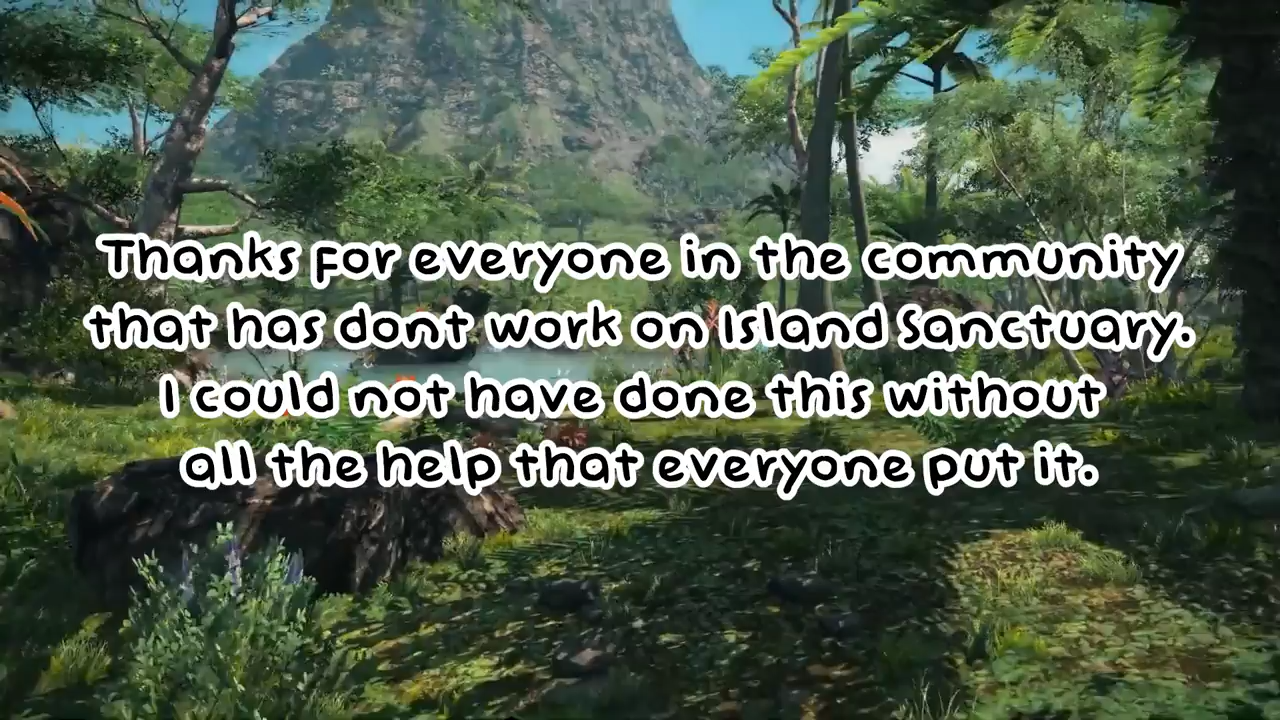 Thanks for everyone in the community
that has dont work on Island Sanctuary.
I could not have done this without
all the help that everyone put it.